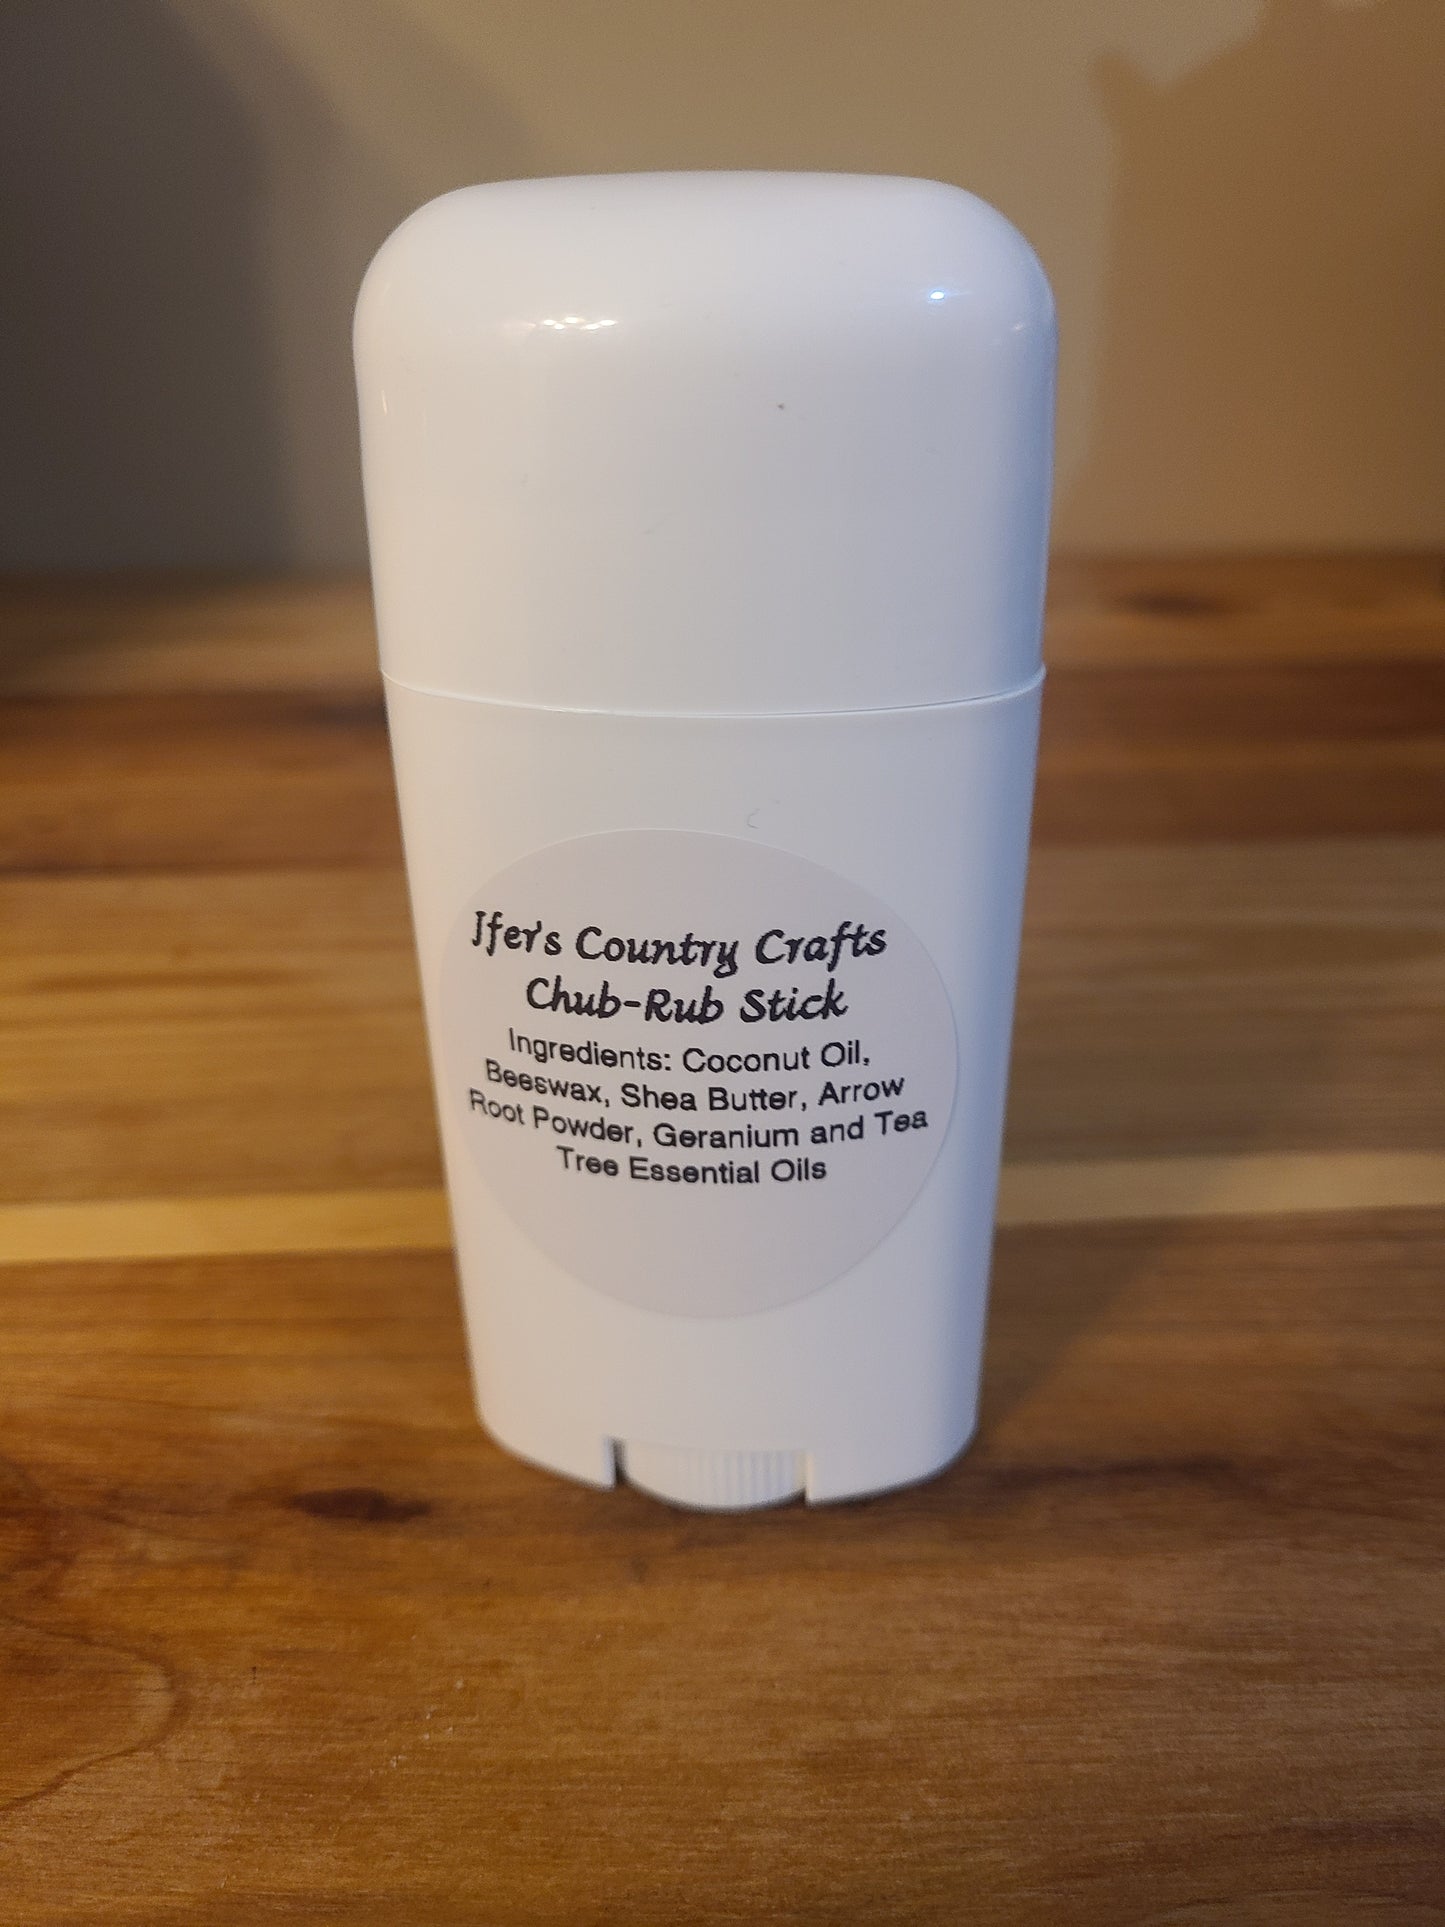 Jfer's Country Crafts
Chub-Rub Stick
Ingredients: Coconut Oil,
Beeswax, Shea Butter, Arrow
Root Powder, Geranium and Tea
Tree Essential Oils